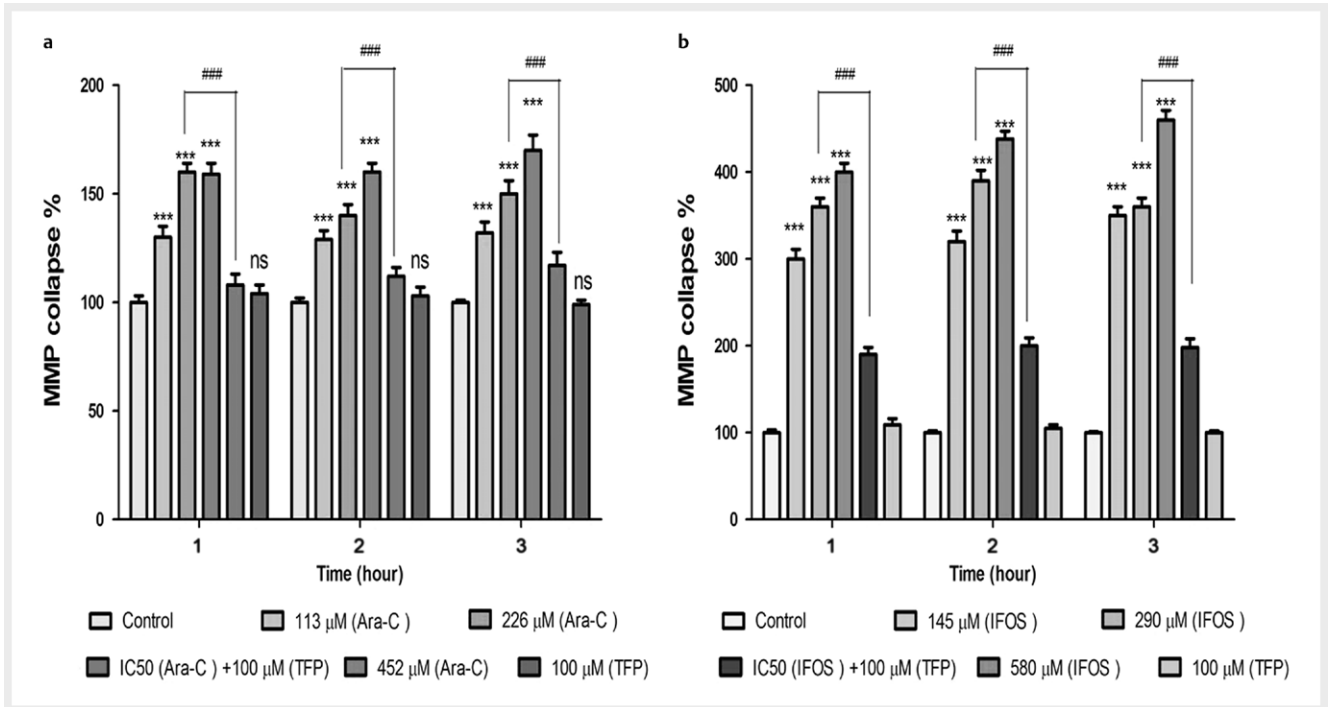 a
###
###
###
200
150
100
50
0
MMP collapse %
***
***
***
ns
***
***
***
ns
***
***
***
ns
1
2
3
Time (hour)
Control
113 μM (Ara-C )
226 μM (Ara-C )
IC50 (Ara-C ) +100 μM (TFP)
452 μM (Ara-C)
100 μM (TFP)
b
###
###
###
500
400
300
200
100
0
MMP collapse %
***
***
***
***
***
***
***
***
***
1
2
3
Time (hour)
Control
145 μM (IFOS )
290 μM (IFOS )
IC50 (IFOS ) +100 μM (TFP)
580 μM (IFOS )
100 μM (TFP)